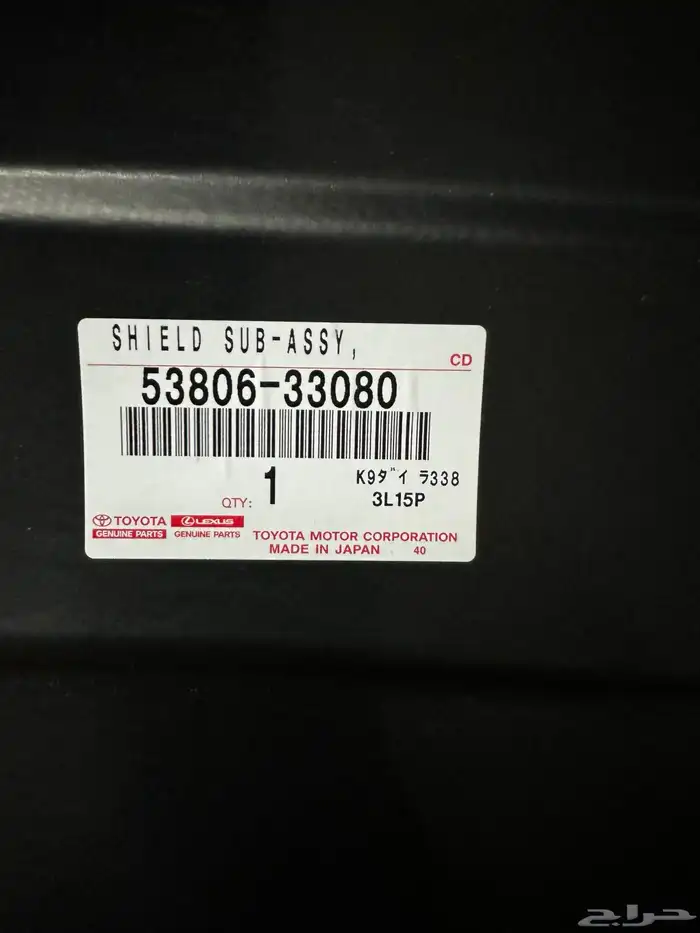 SHIELD SUB-ASSY,
CD
53806-33080
QTY: 1
K9ダイ ラ338
3L15P
TOYOTA LEXUS
GENUINE PARTS GENUINE PARTS
TOYOTA MOTOR CORPORATION
MADE IN JAPAN 40
حراج